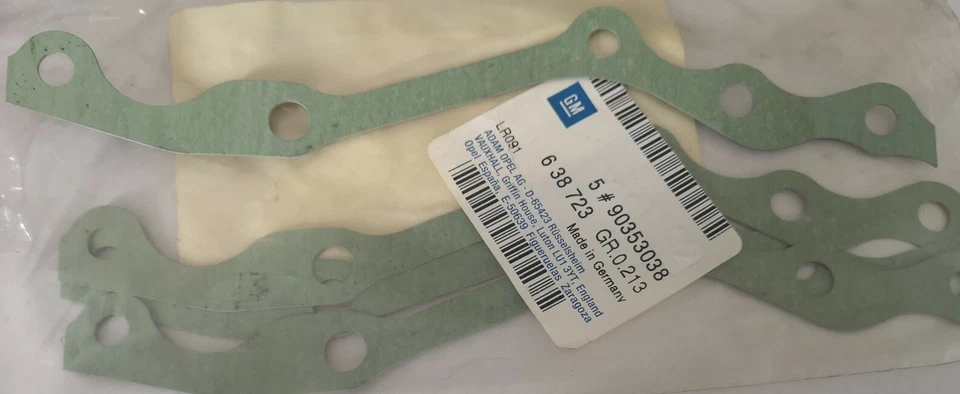 GM
5 # 90353038
6 38 723 GR.0.213
Made in Germany
LR091
ADAM OPEL AG - D-65423 Rüsselsheim
VAUXHALL, Griffin House, Luton LU1 3YT, England
Opel España, E-50639 Figueruelas Zaragoza